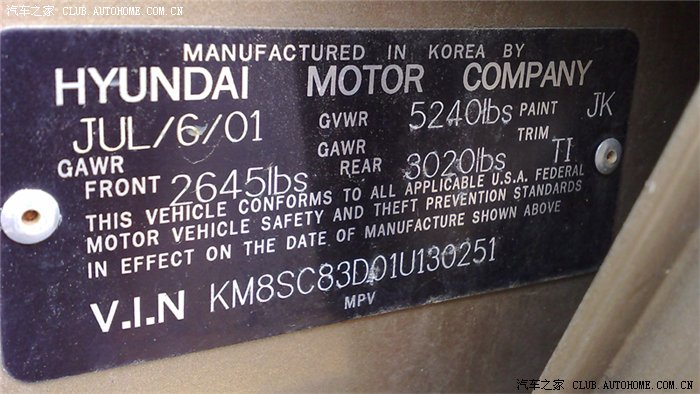 汽车之家 CLUB.AUTOHOME.COM.CN
MANUFACTURED IN KOREA BY
HYUNDAI MOTOR COMPANY
JUL/6/01 GVWR 5240lbs PAINT JK
GAWR FRONT 2645lbs GAWR REAR 3020lbs TRIM TI
THIS VEHICLE CONFORMS TO ALL APPLICABLE U.S.A. FEDERAL
MOTOR VEHICLE SAFETY AND THEFT PREVENTION STANDARDS
IN EFFECT ON THE DATE OF MANUFACTURE SHOWN ABOVE
V.I.N KM8SC83D01U130251
MPV
汽车之家 CLUB.AUTOHOME.COM.CN